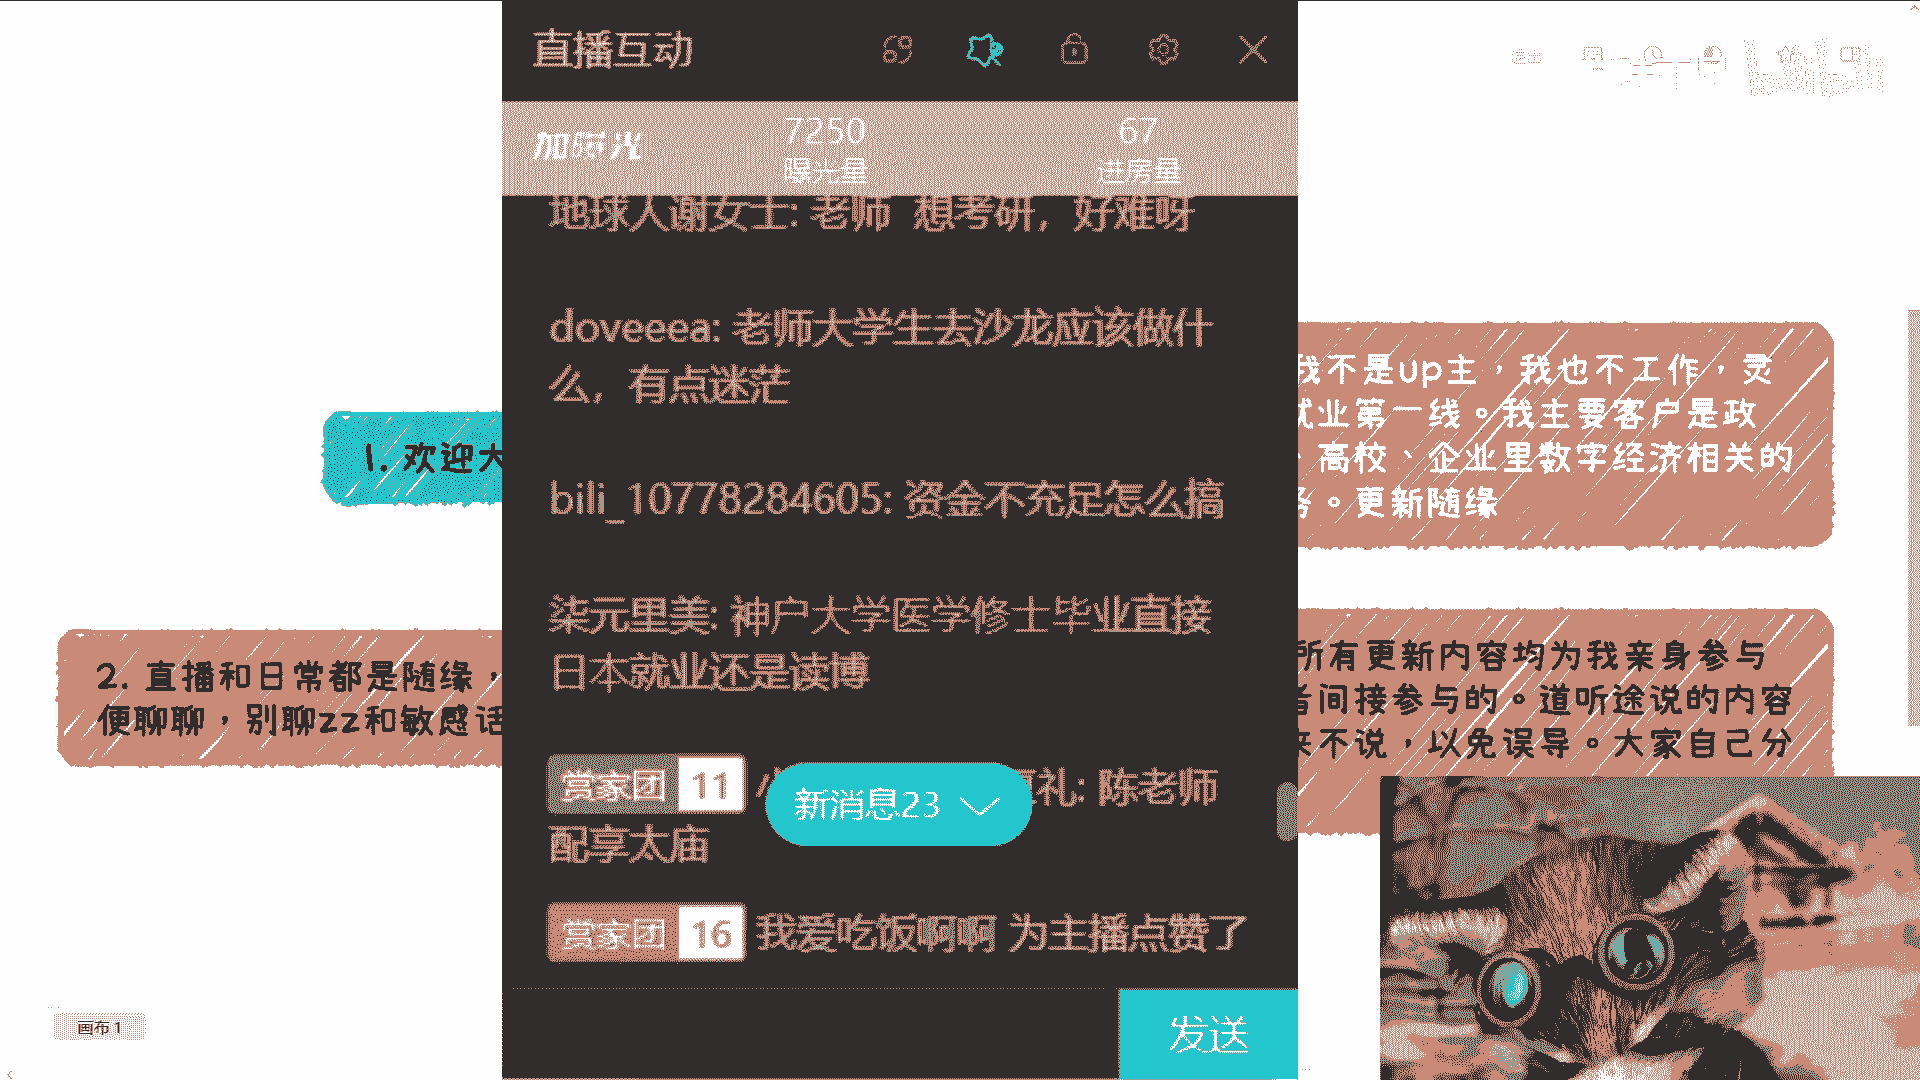 直播互动
加曝光
7250
曝光量
67
进房量
地球人谢女士: 老师 想考研，好难呀
doveeea: 老师大学生去沙龙应该做什
么，有点迷茫
bili_10778284605: 资金不充足怎么搞
柒元里美: 神户大学医学修士毕业直接
日本就业还是读博
赏家团 11
礼: 陈老师
配享太庙
新消息23
赏家团 16 我爱吃饭啊啊 为主播点赞了
发送
1. 欢迎大
2. 直播和日常都是随缘，
便聊聊，别聊zz和敏感话
我不是up主，我也不工作，灵
就业第一线。我主要客户是政
、高校、企业里数字经济相关的
务。更新随缘
所有更新内容均为我亲身参与
者间接参与的。道听途说的内容
来不说，以免误导。大家自己分
画布 1